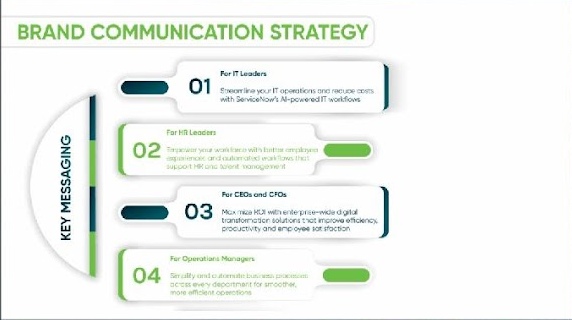 BRAND COMMUNICATION STRATEGY
KEY MESSAGING
01
For IT Leaders
Streamline your IT operations and reduce costs
with ServiceNow's AI-powered IT workflows
02
For HR Leaders
Empower your workforce with better employee
experiences and automated workflows that
support HR and talent management
03
For CEOs and CFOs
Maximize ROI with enterprise-wide digital
transformation solutions that improve efficiency,
productivity and employee satisfaction
04
For Operations Managers
Simplify and automate business processes
across every department for smoother,
more efficient operations